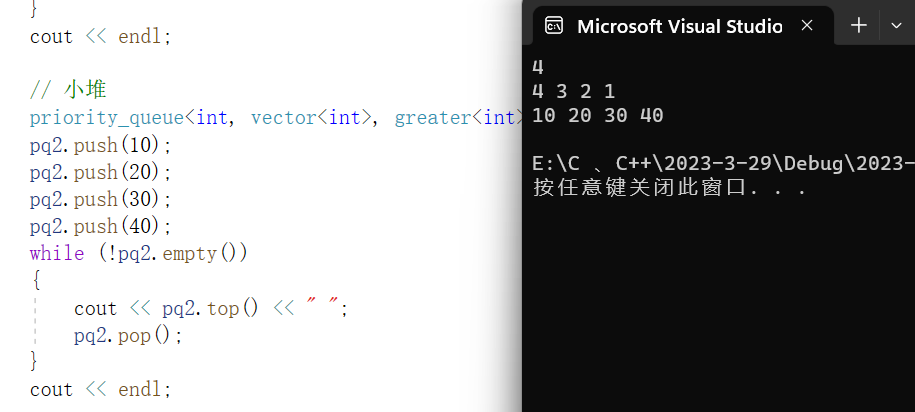 }
cout << endl;
// 小堆
priority_queue<int, vector<int>, greater<int>
pq2.push(10);
pq2.push(20);
pq2.push(30);
pq2.push(40);
while (!pq2.empty())
{
cout << pq2.top() << " ";
pq2.pop();
}
cout << endl;
Microsoft Visual Studio
4
4 3 2 1
10 20 30 40
E:\C 、C++\2023-3-29\Debug\2023-
按任意键关闭此窗口. . .